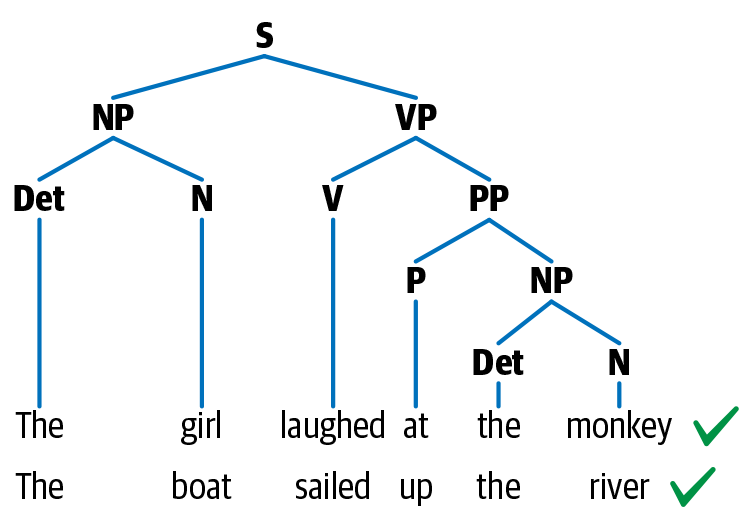 S
NP VP
Det N V PP
P NP
Det N
The girl laughed at the monkey
The boat sailed up the river